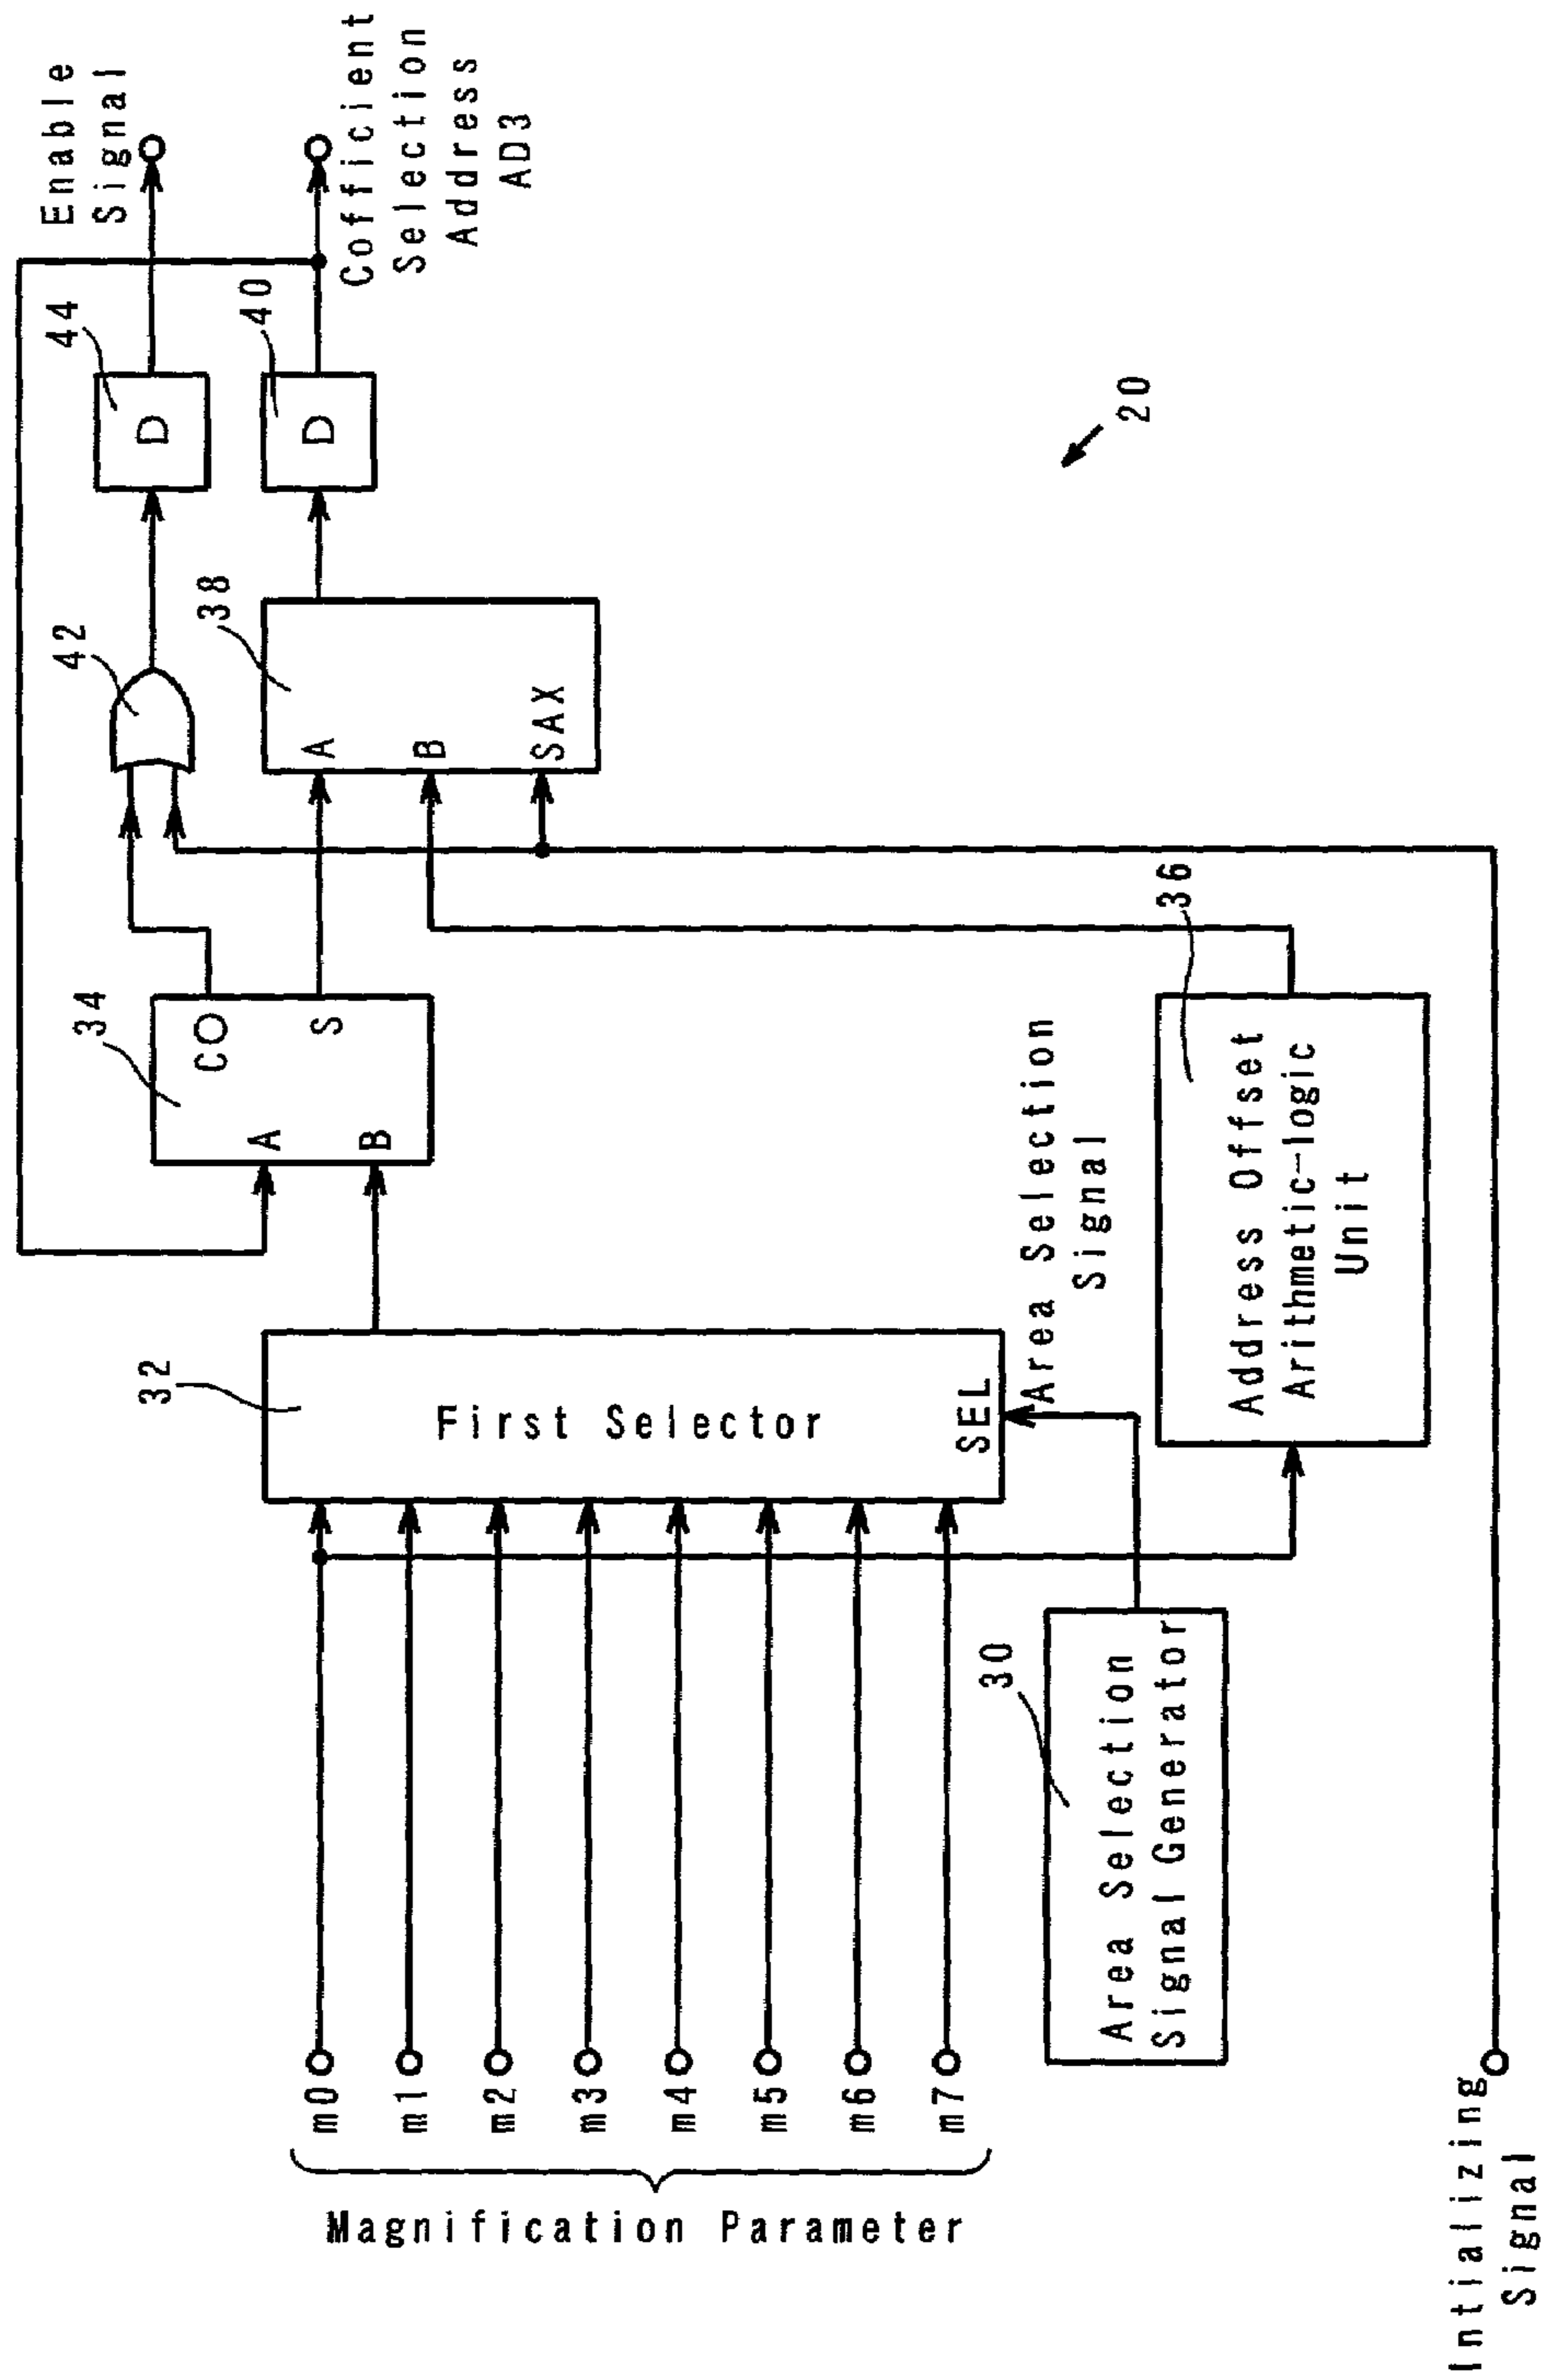 Magnification Parameter
m0
m1
m2
m3
m4
m5
m6
m7
Intializing
Signal
30
Area Selection
Signal Generator
32
First Selector
SEL
Area Selection
Signal
34
A
B
CO
S
36
Address Offset
Arithmetic-logic
Unit
42
38
A
B
SAX
44
D
40
D
Enable
Signal
Cofficient
Selection
Address
AD3
20